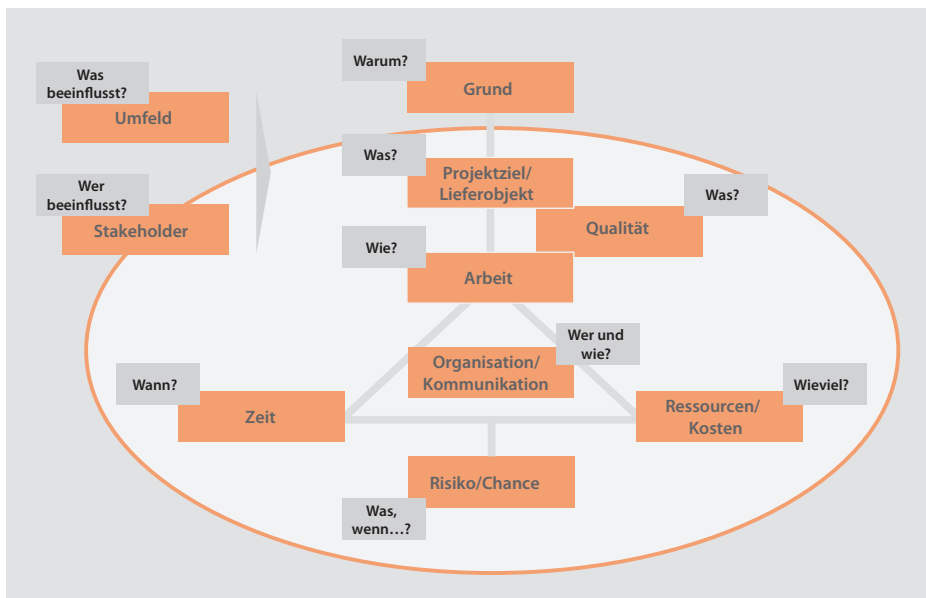 Was
beeinflusst?
Umfeld
Warum?
Grund
Was?
Projektziel/
Lieferobjekt
Wer
beeinflusst?
Stakeholder
Was?
Qualität
Wie?
Arbeit
Wer und
wie?
Organisation/
Kommunikation
Wann?
Zeit
Wieviel?
Ressourcen/
Kosten
Risiko/Chance
Was,
wenn…?